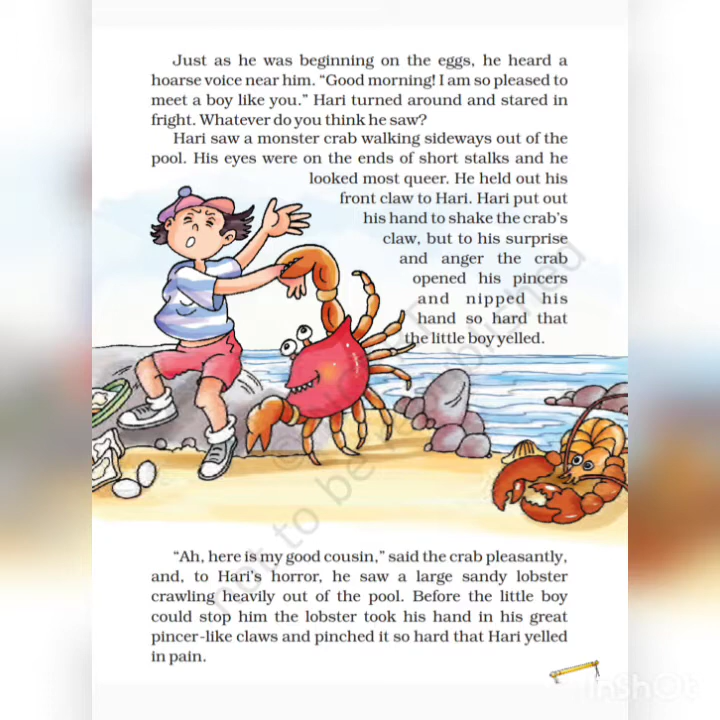 Just as he was beginning on the eggs, he heard a
hoarse voice near him. “Good morning! I am so pleased to
meet a boy like you.” Hari turned around and stared in
fright. Whatever do you think he saw?
Hari saw a monster crab walking sideways out of the
pool. His eyes were on the ends of short stalks and he
looked most queer. He held out his
front claw to Hari. Hari put out
his hand to shake the crab’s
claw, but to his surprise
and anger the crab
opened his pincers
and nipped his
hand so hard that
the little boy yelled.
“Ah, here is my good cousin,” said the crab pleasantly,
and, to Hari’s horror, he saw a large sandy lobster
crawling heavily out of the pool. Before the little boy
could stop him the lobster took his hand in his great
pincer-like claws and pinched it so hard that Hari yelled
in pain.
not to be republished
InShOt